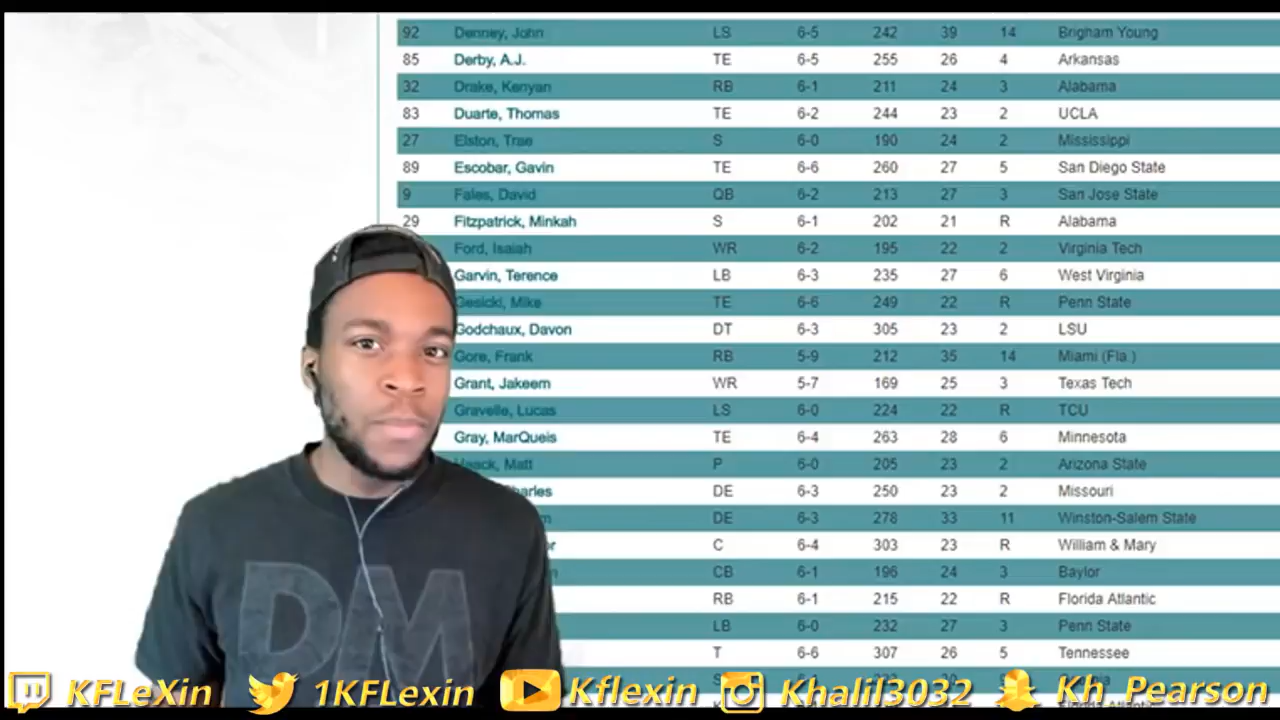 92 Denney, John LS 6-5 242 39 14 Brigham Young
85 Derby, A.J. TE 6-5 255 26 4 Arkansas
32 Drake, Kenyan RB 6-1 211 24 3 Alabama
83 Duarte, Thomas TE 6-2 244 23 2 UCLA
27 Elston, Trae S 6-0 190 24 2 Mississippi
89 Escobar, Gavin TE 6-6 260 27 5 San Diego State
9 Fales, David QB 6-2 213 27 3 San Jose State
29 Fitzpatrick, Minkah S 6-1 202 21 R Alabama
Ford, Isaiah WR 6-2 195 22 2 Virginia Tech
Garvin, Terence LB 6-3 235 27 6 West Virginia
Gesicki, Mike TE 6-6 249 22 R Penn State
Godchaux, Davon DT 6-3 305 23 2 LSU
Gore, Frank RB 5-9 212 35 14 Miami (Fla.)
Grant, Jakeem WR 5-7 169 25 3 Texas Tech
Gravelle, Lucas LS 6-0 224 22 R TCU
Gray, MarQueis TE 6-4 263 28 6 Minnesota
Haack, Matt P 6-0 205 23 2 Arizona State
DE 6-3 250 23 2 Missouri
DE 6-3 278 33 11 Winston-Salem State
C 6-4 303 23 R William & Mary
CB 6-1 196 24 3 Baylor
RB 6-1 215 22 R Florida Atlantic
LB 6-0 232 27 3 Penn State
T 6-6 307 26 5 Tennessee
DM
KFLeXin 1KFLexin Kflexin Khalil3032 Kh_Pearson